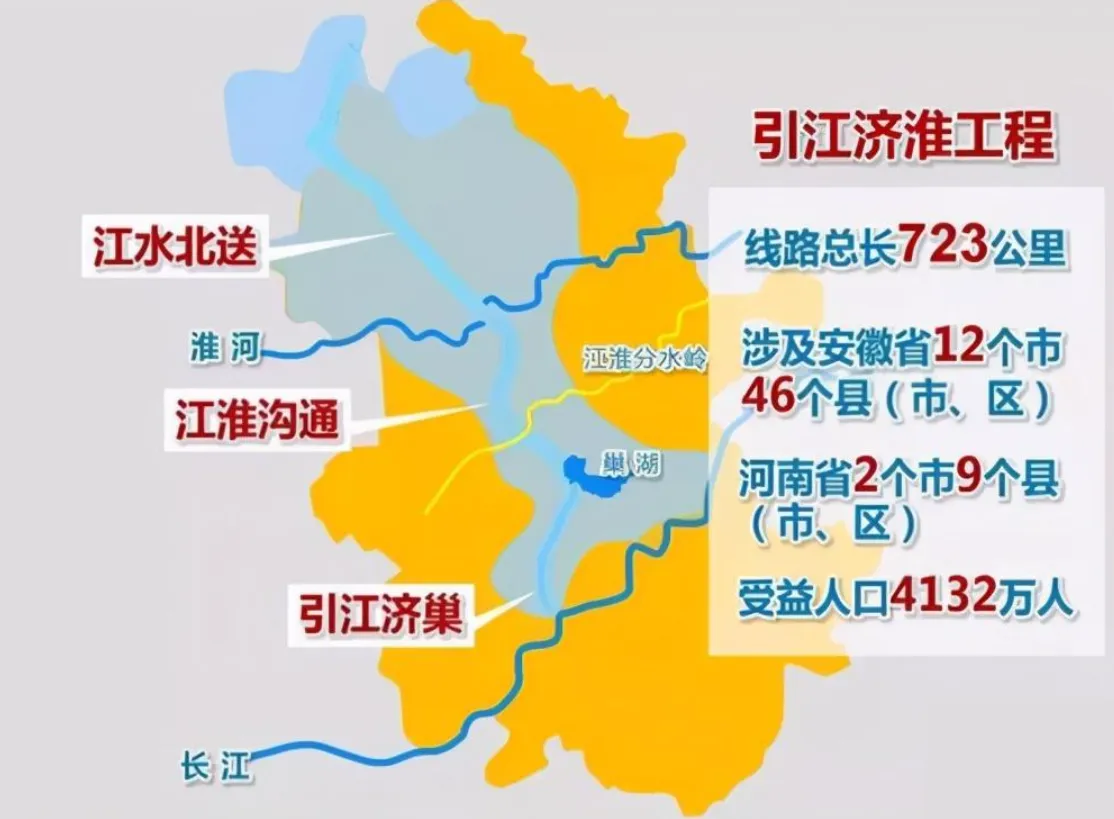 引江济淮工程
线路总长723公里
涉及安徽省12个市
46个县（市、区）
河南省2个市9个县
（市、区）
受益人口4132万人
江水北送
淮河
江淮分水岭
江淮沟通
巢湖
引江济巢
长江